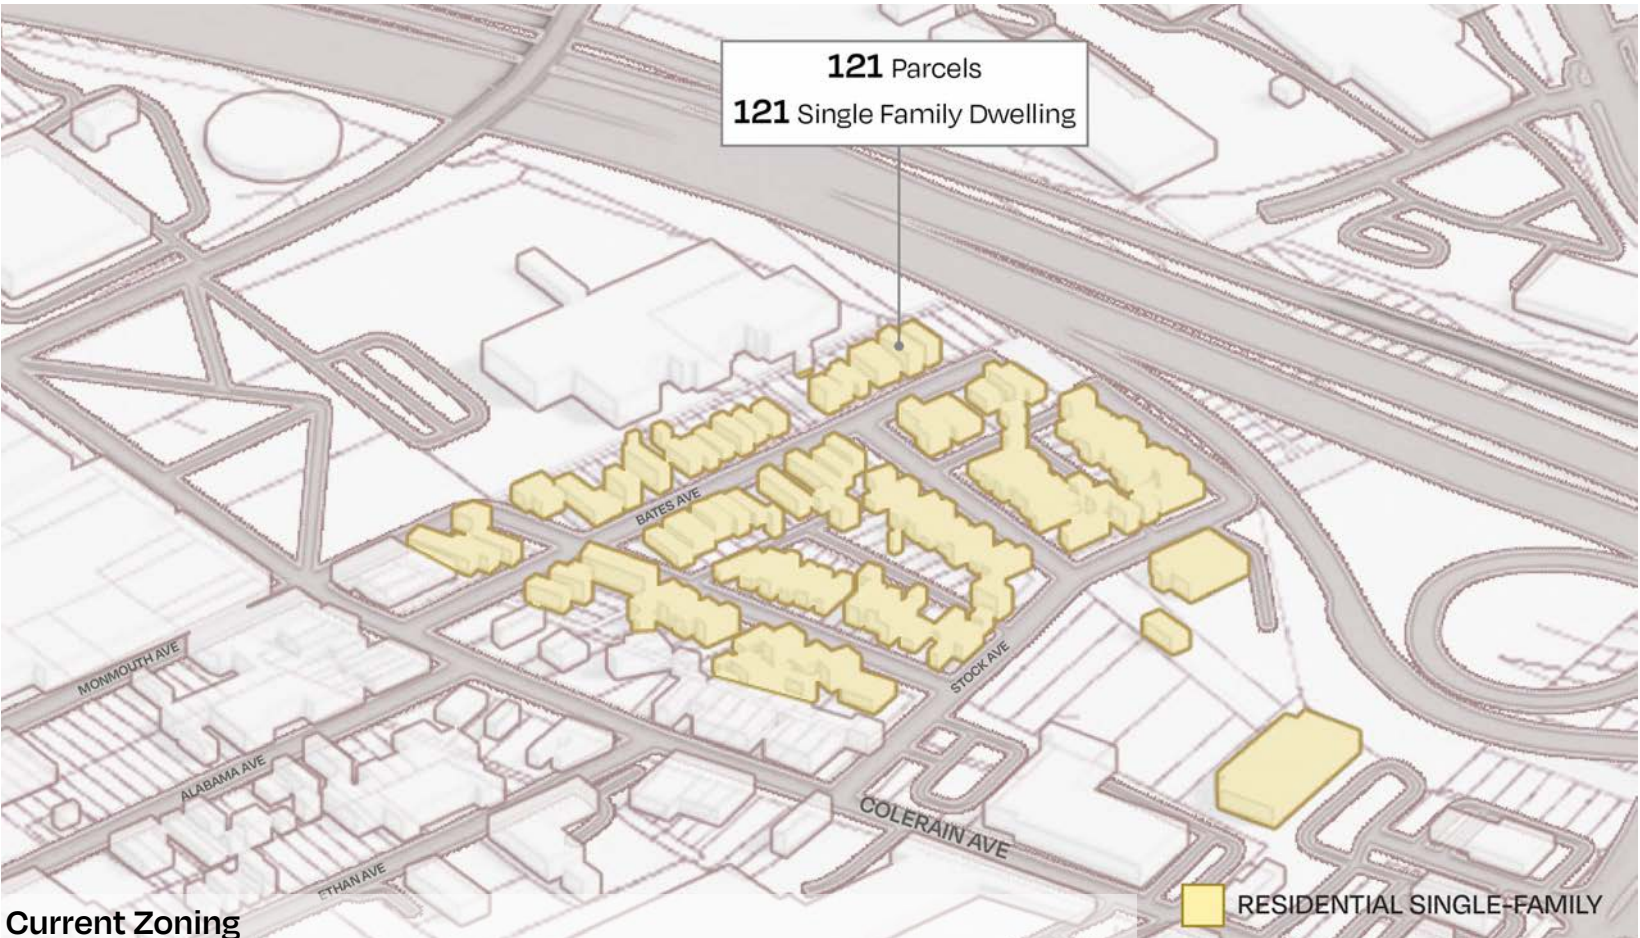 121 Parcels
121 Single Family Dwelling
BATES AVE
MONMOUTH AVE
STOCK AVE
ALABAMA AVE
COLERAIN AVE
ETHAN AVE
RESIDENTIAL SINGLE-FAMILY
Current Zoning